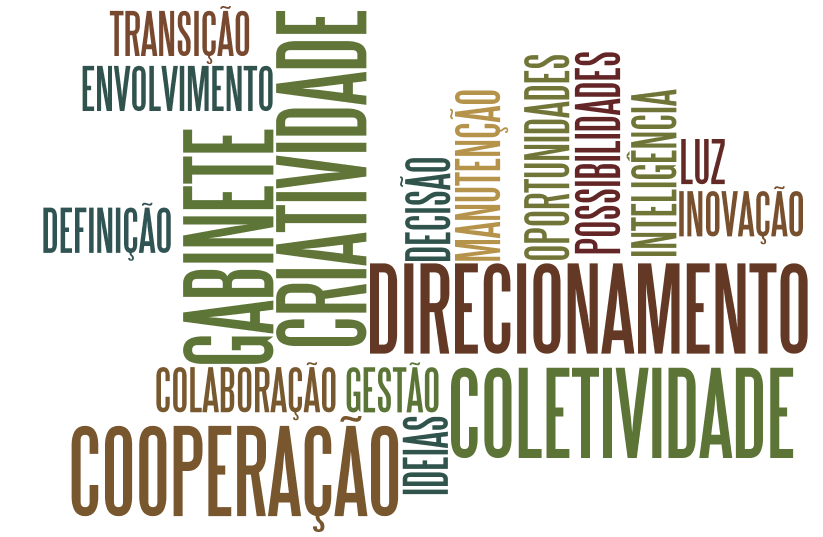 TRANSIÇÃO
ENVOLVIMENTO
CRIATIVIDADE
GABINETE
DEFINIÇÃO
DECISÃO
MANUTENÇÃO
OPORTUNIDADES
POSSIBILIDADES
INTELIGÊNCIA
LUZ
INOVAÇÃO
DIRECIONAMENTO
COLABORAÇÃO
GESTÃO
COLETIVIDADE
COOPERAÇÃO
IDEIAS